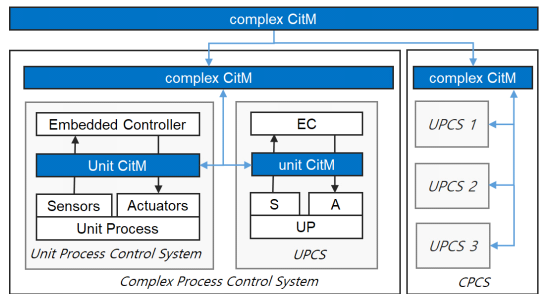 complex CitM
complex CitM
Embedded Controller
Unit CitM
Sensors
Actuators
Unit Process
Unit Process Control System
EC
unit CitM
S
A
UP
UPCS
Complex Process Control System
complex CitM
UPCS 1
UPCS 2
UPCS 3
CPCS